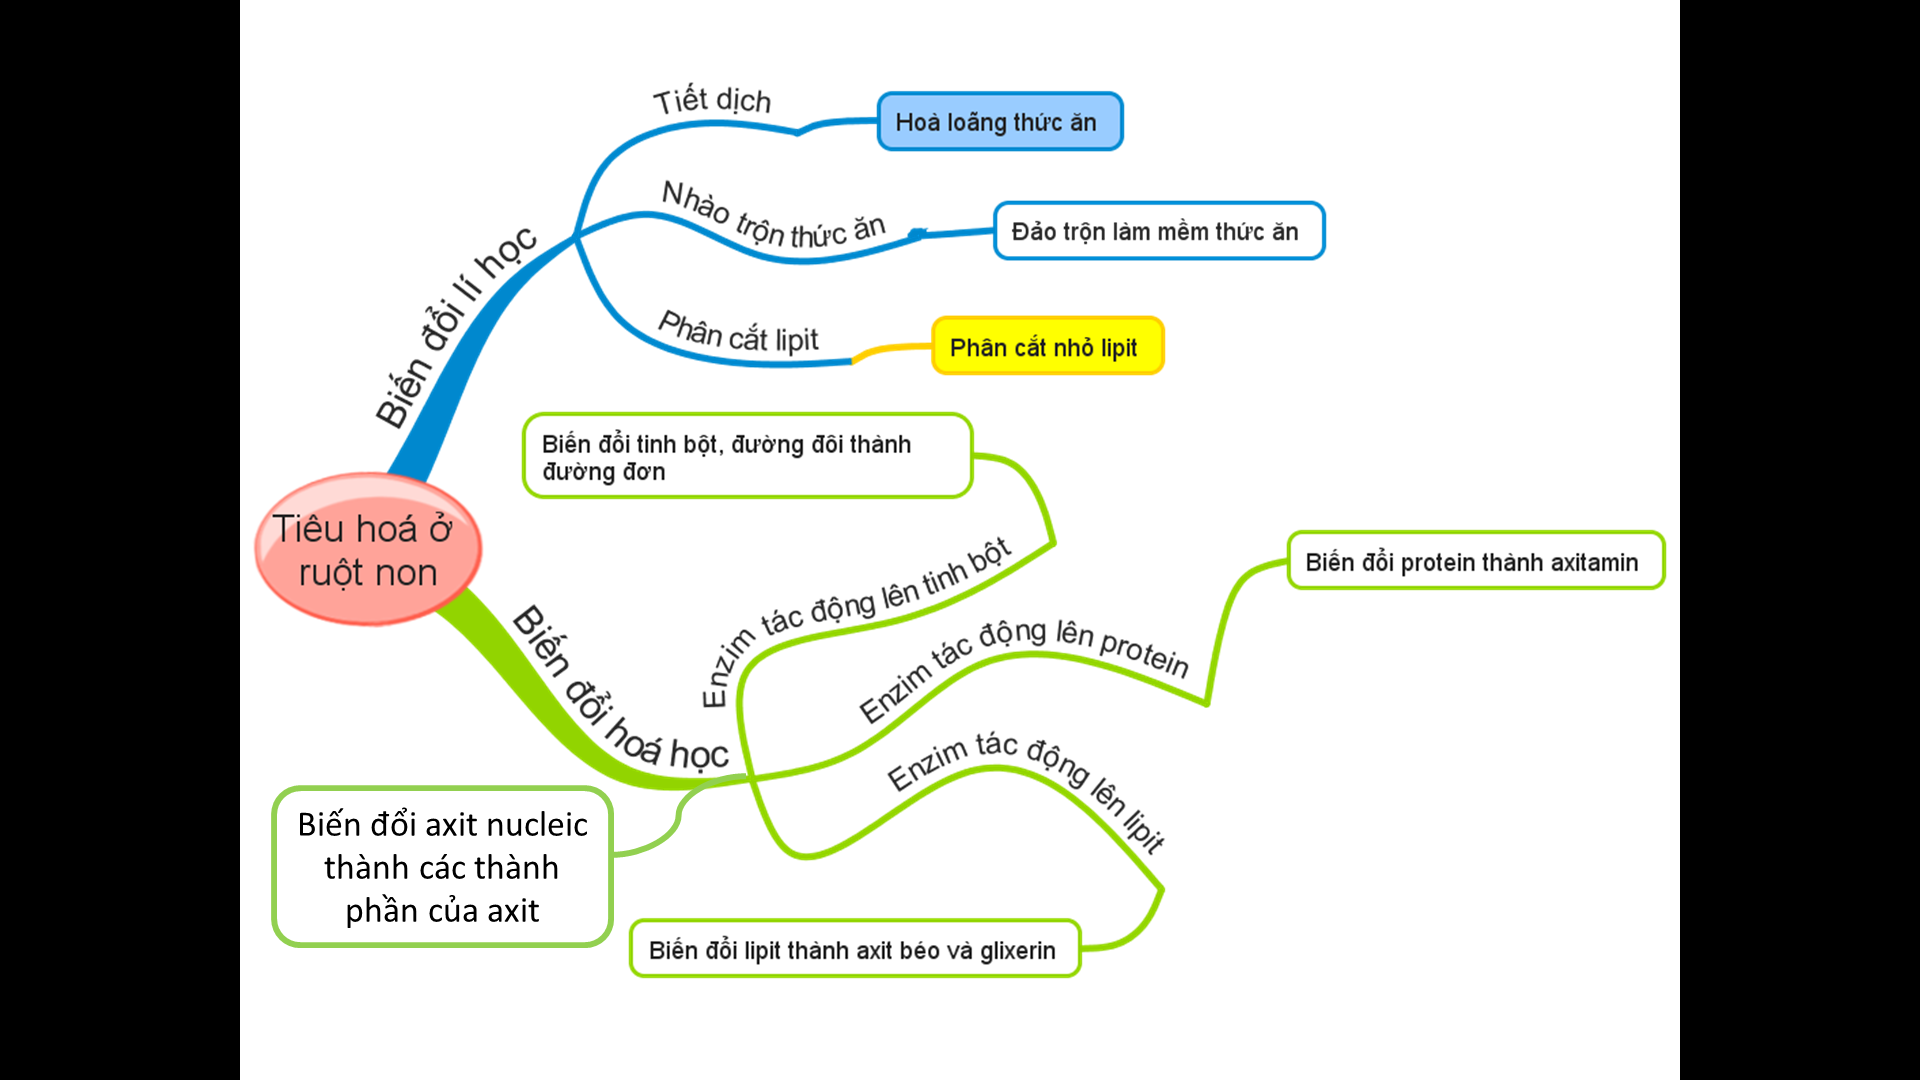 Tiết dịch
Hoà loãng thức ăn
Nhào trộn thức ăn
Đảo trộn làm mềm thức ăn
Biến đổi lí học
Phân cắt lipit
Phân cắt nhỏ lipit
Biến đổi tinh bột, đường đôi thành
đường đơn
Tiêu hoá ở
ruột non
Enzim tác động lên tinh bột
Biến đổi protein thành axitamin
Enzim tác động lên protein
Biến đổi hoá học
Enzim tác động lên lipit
Biến đổi axit nucleic
thành các thành
phần của axit
Biến đổi lipit thành axit béo và glixerin